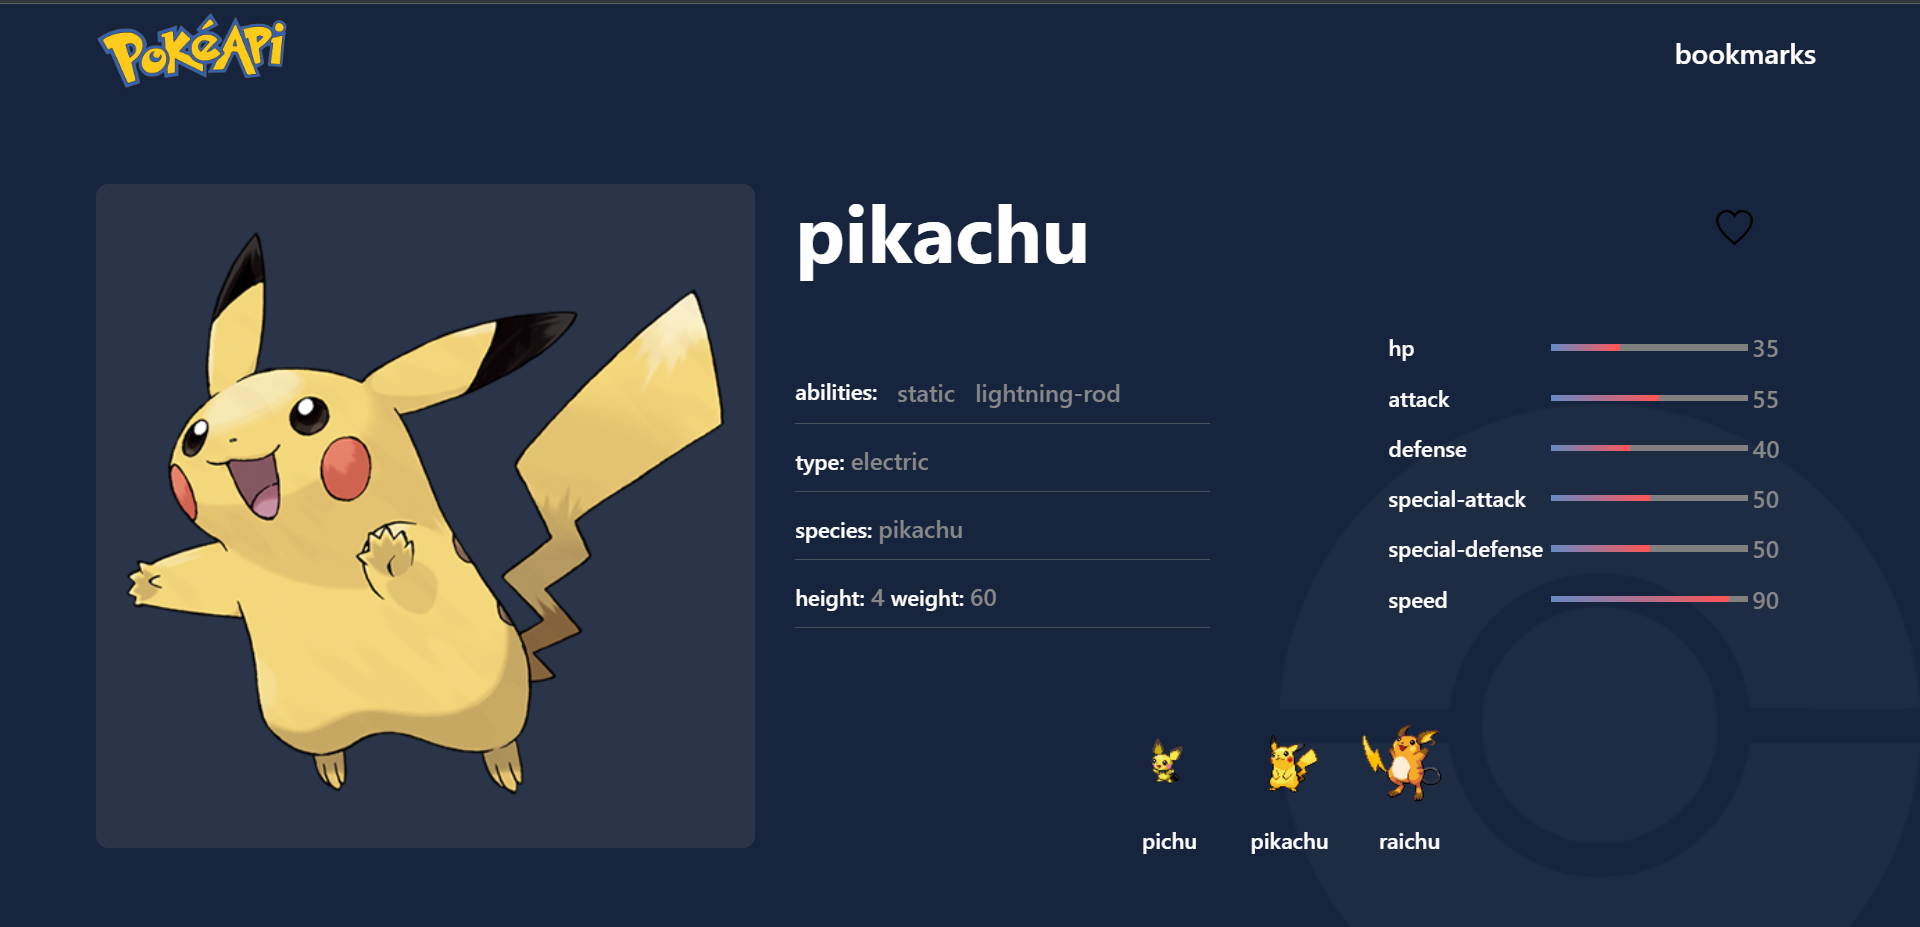 PokéAPi
bookmarks
pikachu
abilities: static lightning-rod
type: electric
species: pikachu
height: 4 weight: 60
hp 35
attack 55
defense 40
special-attack 50
special-defense 50
speed 90
pichu pikachu raichu